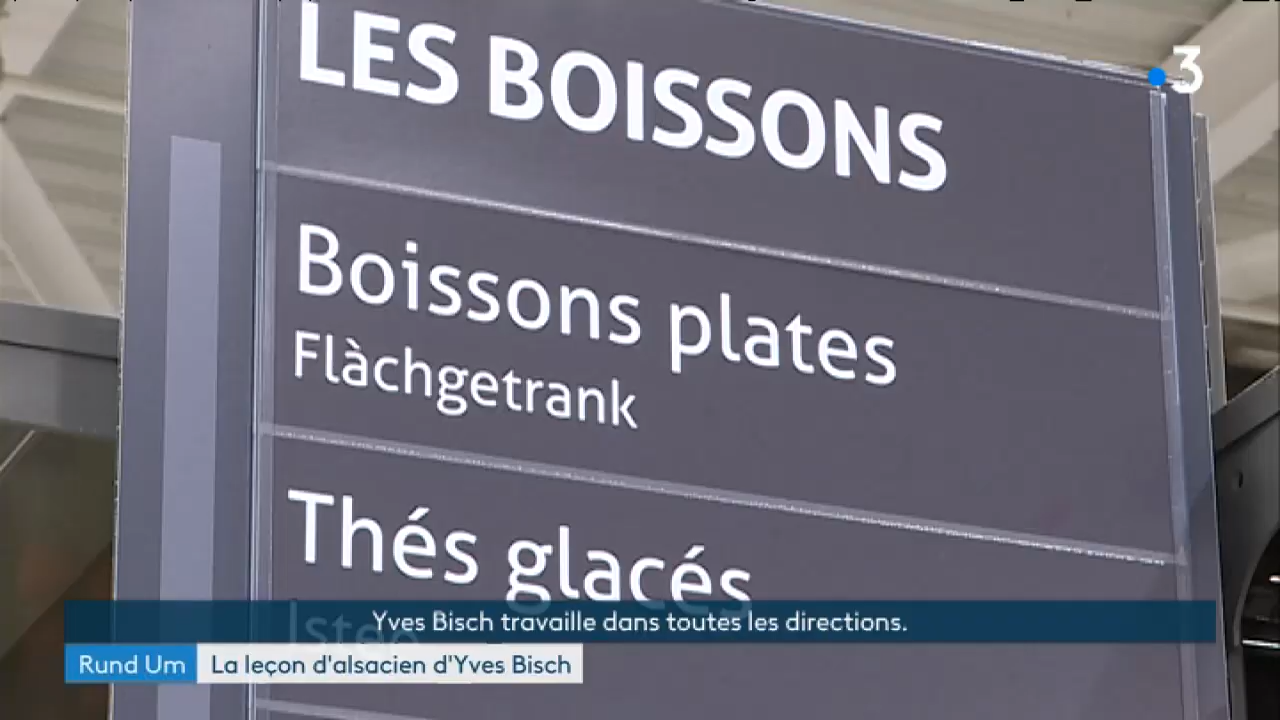 LES BOISSONS
3
Boissons plates
Flàchgetrank
Thés glacés
Yves Bisch travaille dans toutes les directions.
Rund Um
La leçon d'alsacien d'Yves Bisch